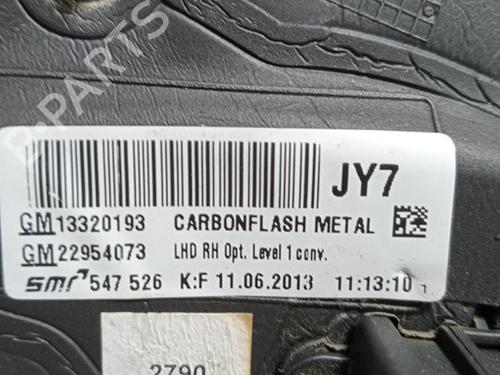 B-PARTS
JY7
GM13320193 CARBONFLASH METAL
GM22954073 LHD RH Opt. Level 1 conv.
smr 547 526 K:F 11.06.2013 11:13:10
2790